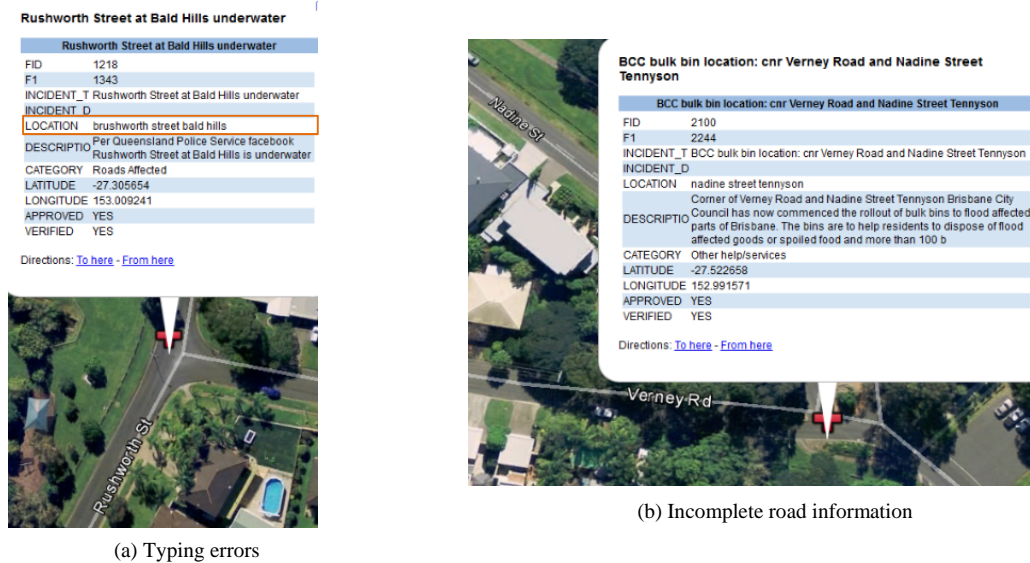 Rushworth Street at Bald Hills underwater
Rushworth Street at Bald Hills underwater
FID 1218
F1 1343
INCIDENT_T Rushworth Street at Bald Hills underwater
INCIDENT_D
LOCATION brushworth street bald hills
DESCRIPTIO Per Queensland Police Service facebook
Rushworth Street at Bald Hills is underwater
CATEGORY Roads Affected
LATITUDE -27.305654
LONGITUDE 153.009241
APPROVED YES
VERIFIED YES
Directions: To here - From here
Rushworth St
(a) Typing errors
BCC bulk bin location: cnr Verney Road and Nadine Street
Tennyson
BCC bulk bin location: cnr Verney Road and Nadine Street Tennyson
FID 2100
F1 2244
INCIDENT_T BCC bulk bin location: cnr Verney Road and Nadine Street Tennyson
INCIDENT_D
LOCATION nadine street tennyson
Corner of Verney Road and Nadine Street Tennyson Brisbane City
DESCRIPTIO Council has now commenced the rollout of bulk bins to flood affected
parts of Brisbane. The bins are to help residents to dispose of flood
affected goods or spoiled food and more than 100 b
CATEGORY Other help/services
LATITUDE -27.522658
LONGITUDE 152.991571
APPROVED YES
VERIFIED YES
Directions: To here - From here
Nadine St
Verney Rd
(b) Incomplete road information